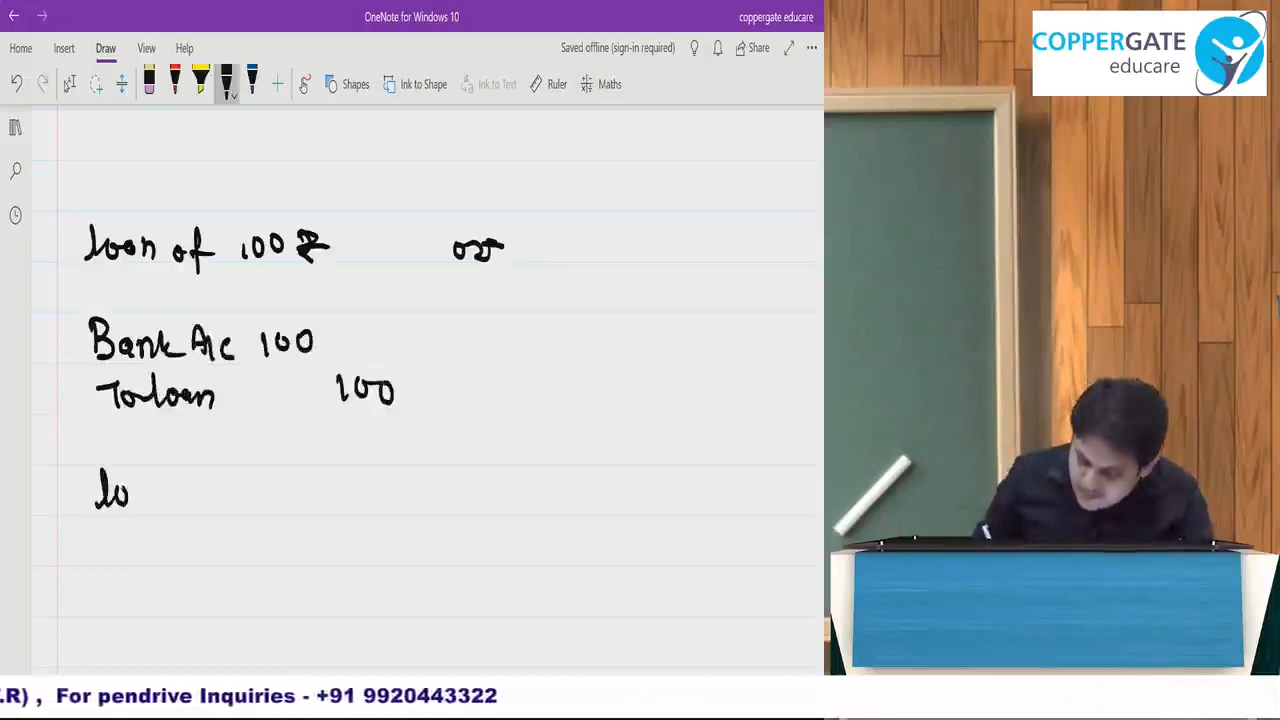 OneNote for Windows 10
coppergate educare
Home Insert Draw View Help
Saved offline (sign-in required) Share
Shapes Ink to Shape Ink to Text Ruler Maths
COPPERGATE
educare
loan of 100 ₹ or
Bank A/c 100
To loan 100
lo
.R) , For pendrive Inquiries - +91 9920443322